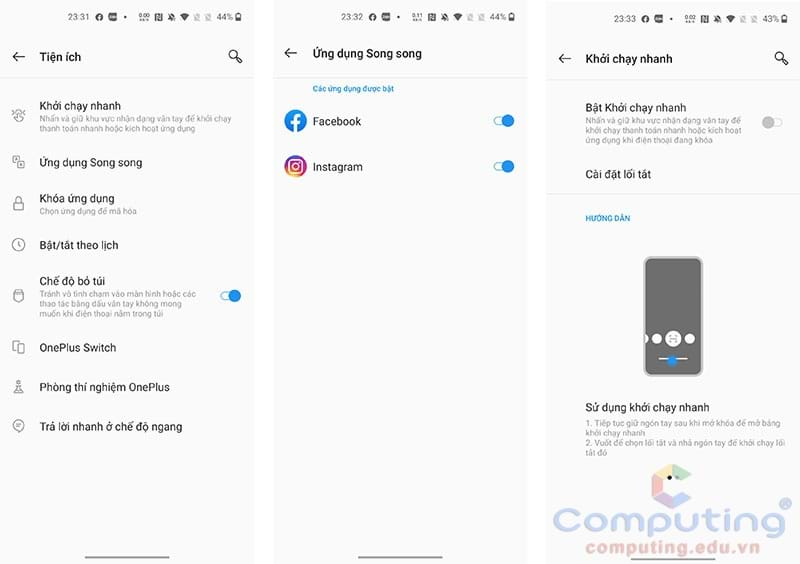 23:31
0.00
KB/S
44%
Tiện ích
Khởi chạy nhanh
Nhấn và giữ khu vực nhận dạng vân tay để khởi chạy
thanh toán nhanh hoặc kích hoạt ứng dụng
Ứng dụng Song song
Khóa ứng dụng
Chọn ứng dụng để mã hóa
Bật/tắt theo lịch
Chế độ bỏ túi
Tránh vô tình chạm vào màn hình hoặc các
thao tác bằng dấu vân tay không mong
muốn khi điện thoại nằm trong túi
OnePlus Switch
Phòng thí nghiệm OnePlus
Trả lời nhanh ở chế độ ngang
23:32
0.11
KB/S
44%
Ứng dụng Song song
Các ứng dụng được bật
Facebook
Instagram
23:33
0.02
KB/S
43%
Khởi chạy nhanh
Bật Khởi chạy nhanh
Nhấn và giữ khu vực nhận dạng vân tay để
khởi chạy thanh toán nhanh hoặc kích hoạt
ứng dụng khi điện thoại đang khóa
Cài đặt lối tắt
HƯỚNG DẪN
Sử dụng khởi chạy nhanh
1. Tiếp tục giữ ngón tay sau khi mở khóa để mở bảng
khởi chạy nhanh
2. Vuốt để chọn lối tắt và nhả ngón tay để khởi chạy lối
tắt đó
Computing®
computing.edu.vn